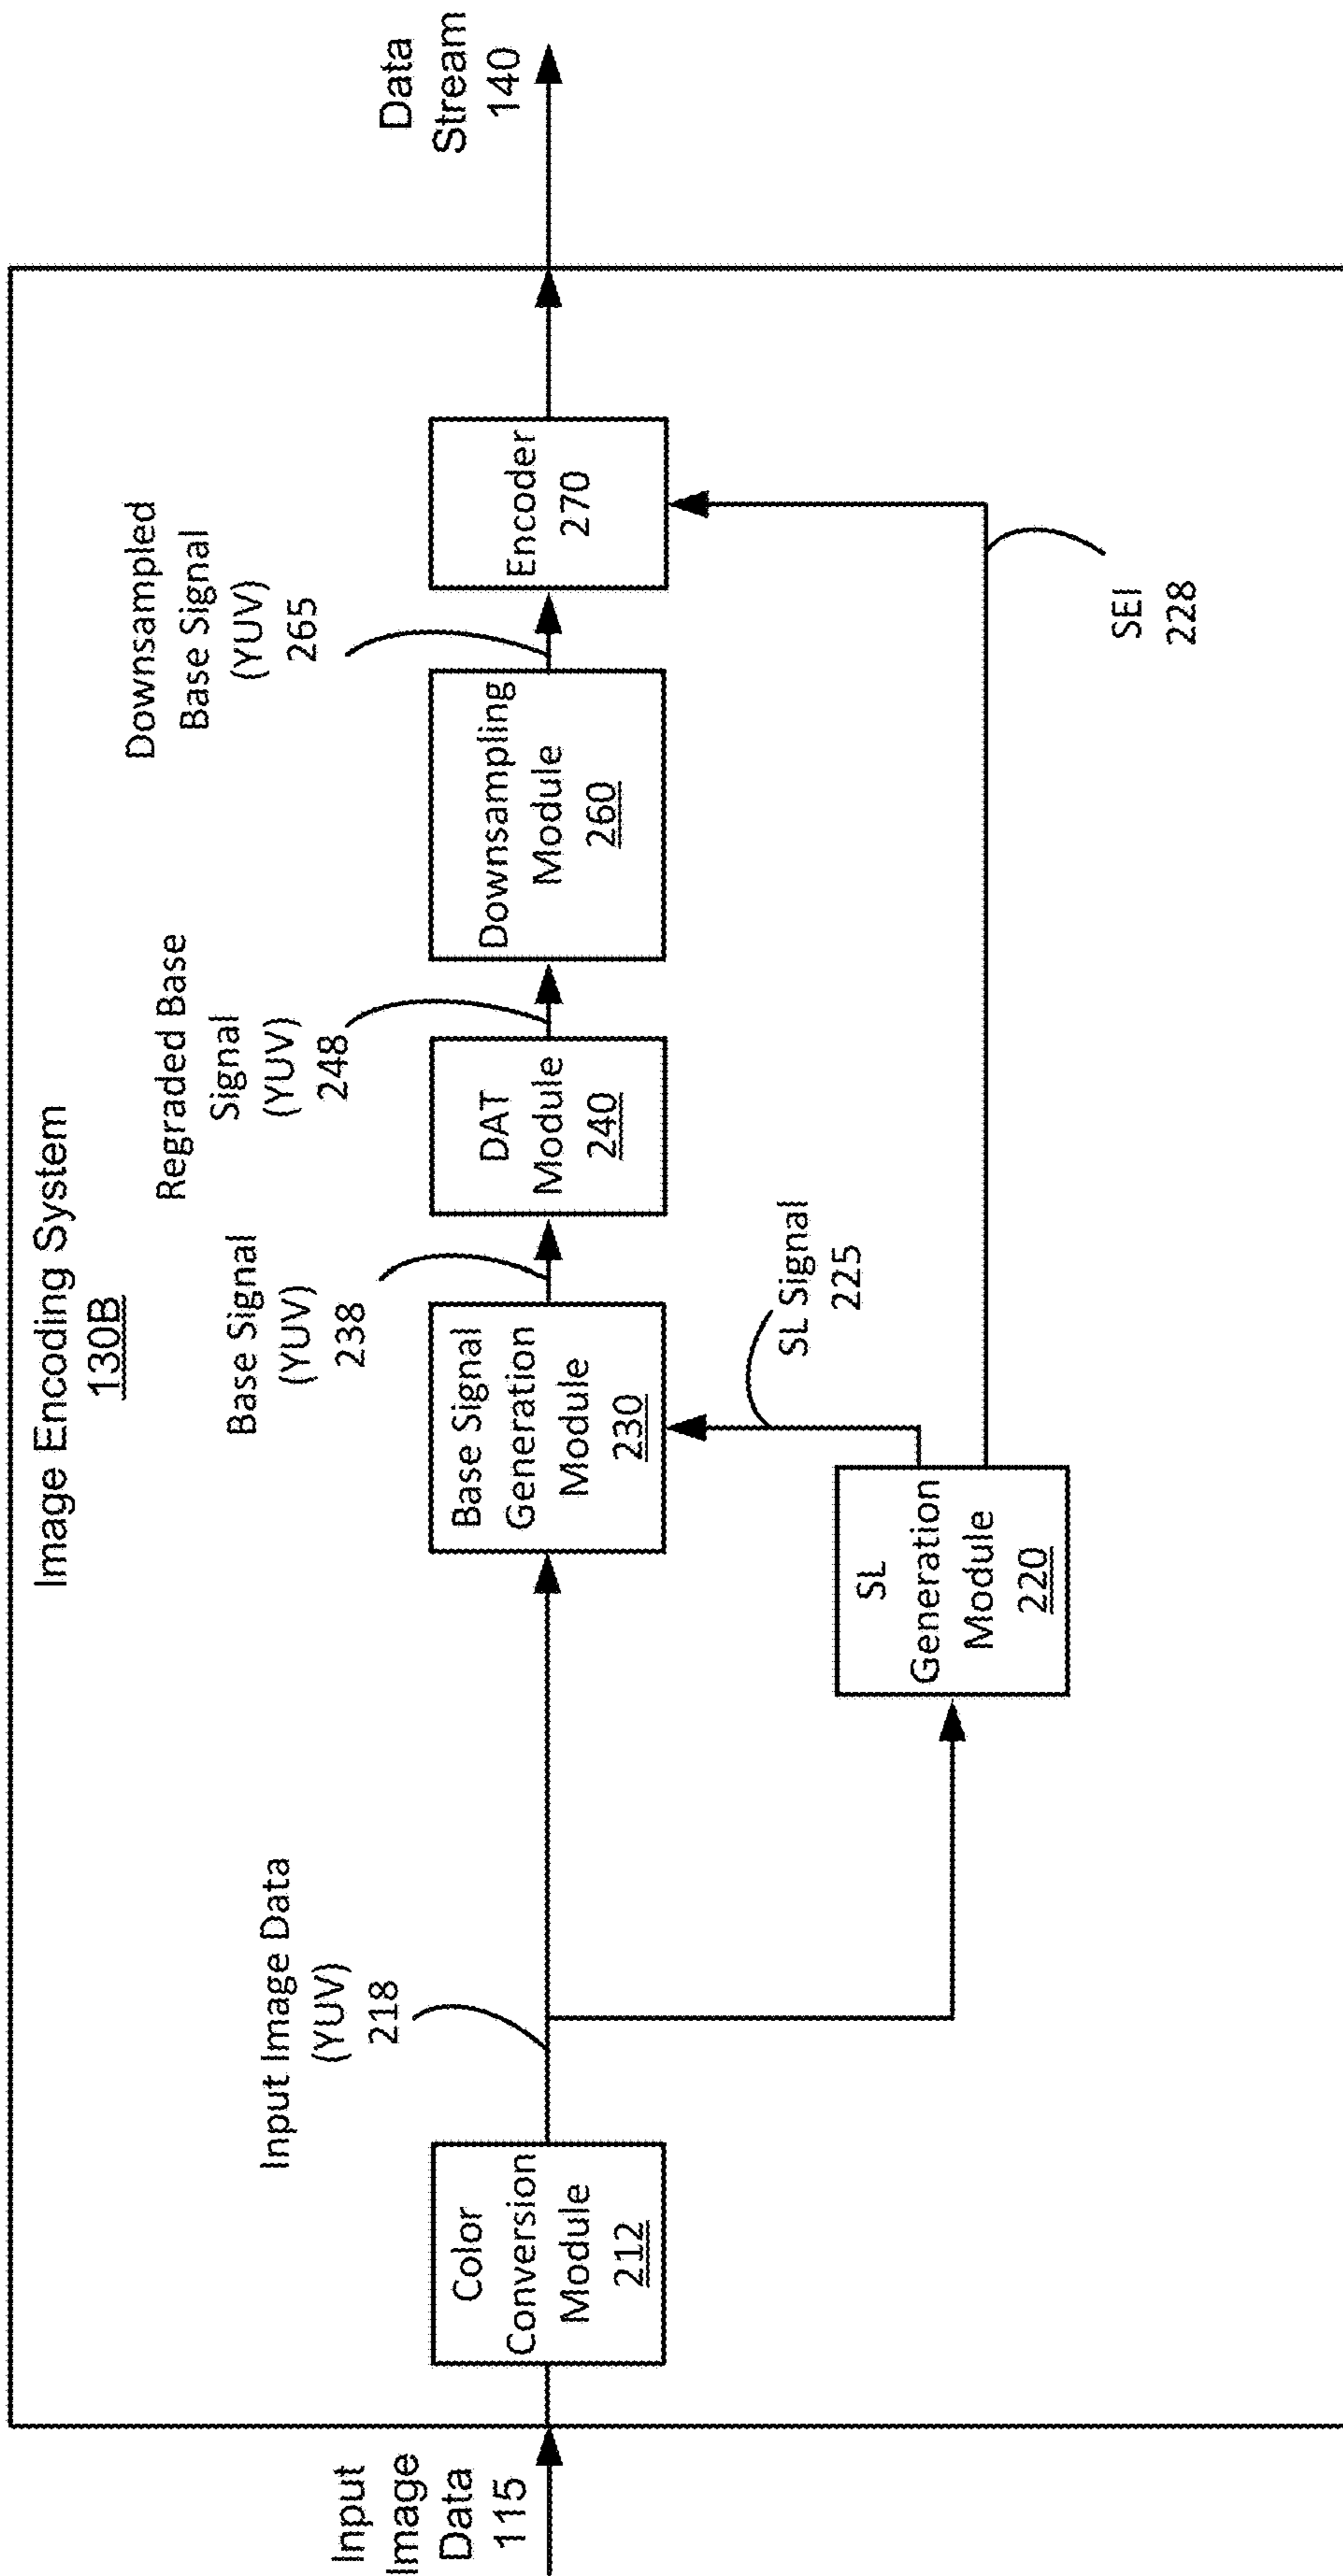 Image Encoding System
130B
Input
Image
Data
115
Color
Conversion
Module
212
Input Image Data
(YUV)
218
SL
Generation
Module
220
SL Signal
225
Base Signal
Generation
Module
230
Base Signal
(YUV)
238
DAT
Module
240
Regraded Base
Signal
(YUV)
248
Downsampling
Module
260
Downsampled
Base Signal
(YUV)
265
Encoder
270
SEI
228
Data
Stream
140